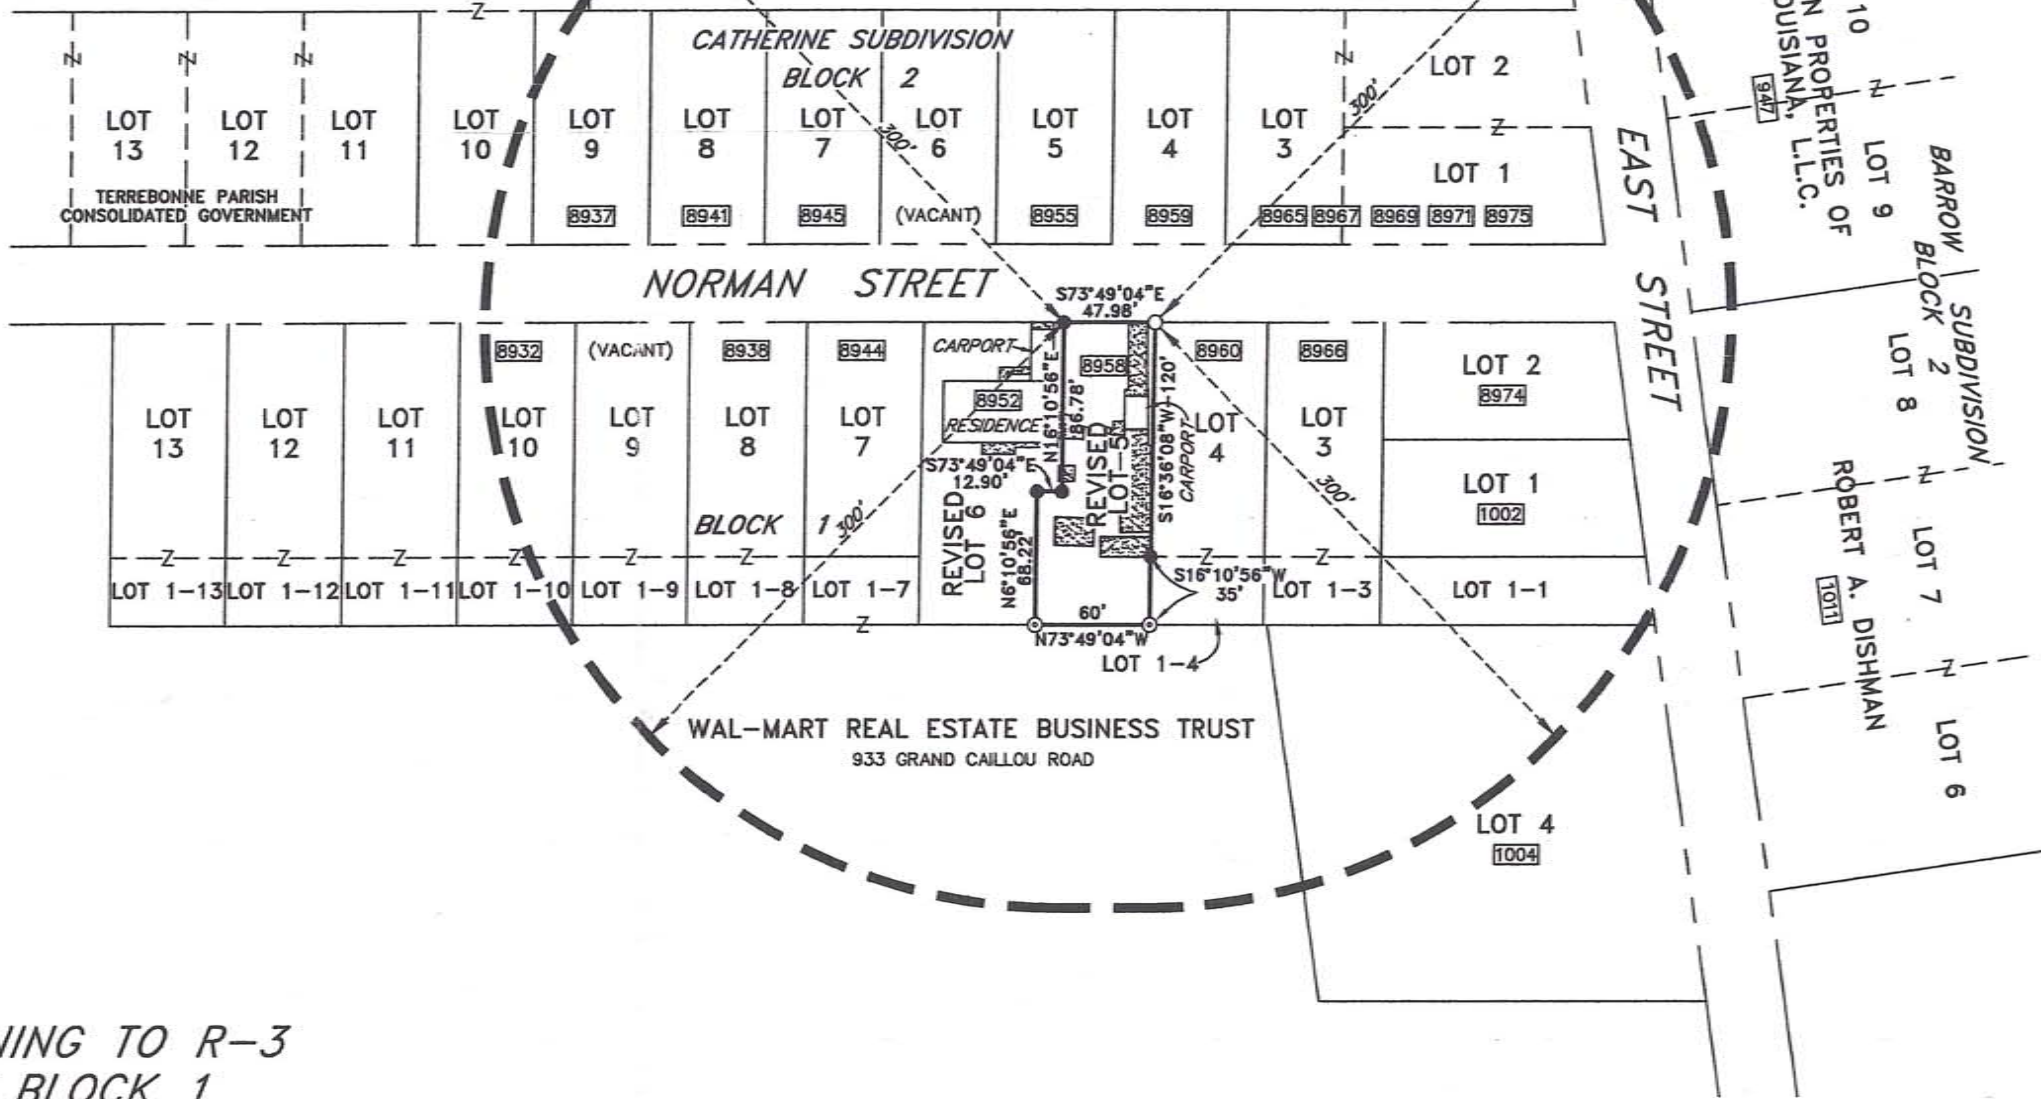 CATHERINE SUBDIVISION
BLOCK 2
Z
Z
Z
Z
Z
LOT 13
LOT 12
LOT 11
LOT 10
LOT 9
LOT 8
LOT 7
LOT 6
LOT 5
LOT 4
LOT 3
LOT 2
Z
LOT 1
300'
300'
TERREBONNE PARISH
CONSOLIDATED GOVERNMENT
8937
8941
8945
(VACANT)
8955
8959
8965
8967
8969
8971
8975
NORMAN STREET
EAST STREET
S73°49'04"E
47.98'
8932
(VACANT)
8938
8944
CARPORT
8952
RESIDENCE
8958
8960
8966
LOT 13
LOT 12
LOT 11
LOT 10
LOT 9
LOT 8
LOT 7
LOT 4
LOT 3
LOT 2
8974
LOT 1
1002
N16°10'56"E
86.78'
REVISED
LOT-5
S16°36'08"W-120'
CARPORT
S73°49'04"E
12.90'
REVISED
LOT 6
N6°10'56"E
68.22'
BLOCK 1
300'
300'
Z
Z
Z
Z
Z
Z
Z
Z
LOT 1-13
LOT 1-12
LOT 1-11
LOT 1-10
LOT 1-9
LOT 1-8
LOT 1-7
S16°10'56"W
35'
LOT 1-3
LOT 1-1
Z
60'
N73°49'04"W
LOT 1-4
WAL-MART REAL ESTATE BUSINESS TRUST
933 GRAND CAILLOU ROAD
LOT 4
1004
10
N PROPERTIES OF
OUISIANA, L.L.C.
947
Z
LOT 9
BARROW SUBDIVISION
BLOCK 2
LOT 8
Z
ROBERT A. DISHMAN
1011
LOT 7
Z
LOT 6
NING TO R-3
BLOCK 1